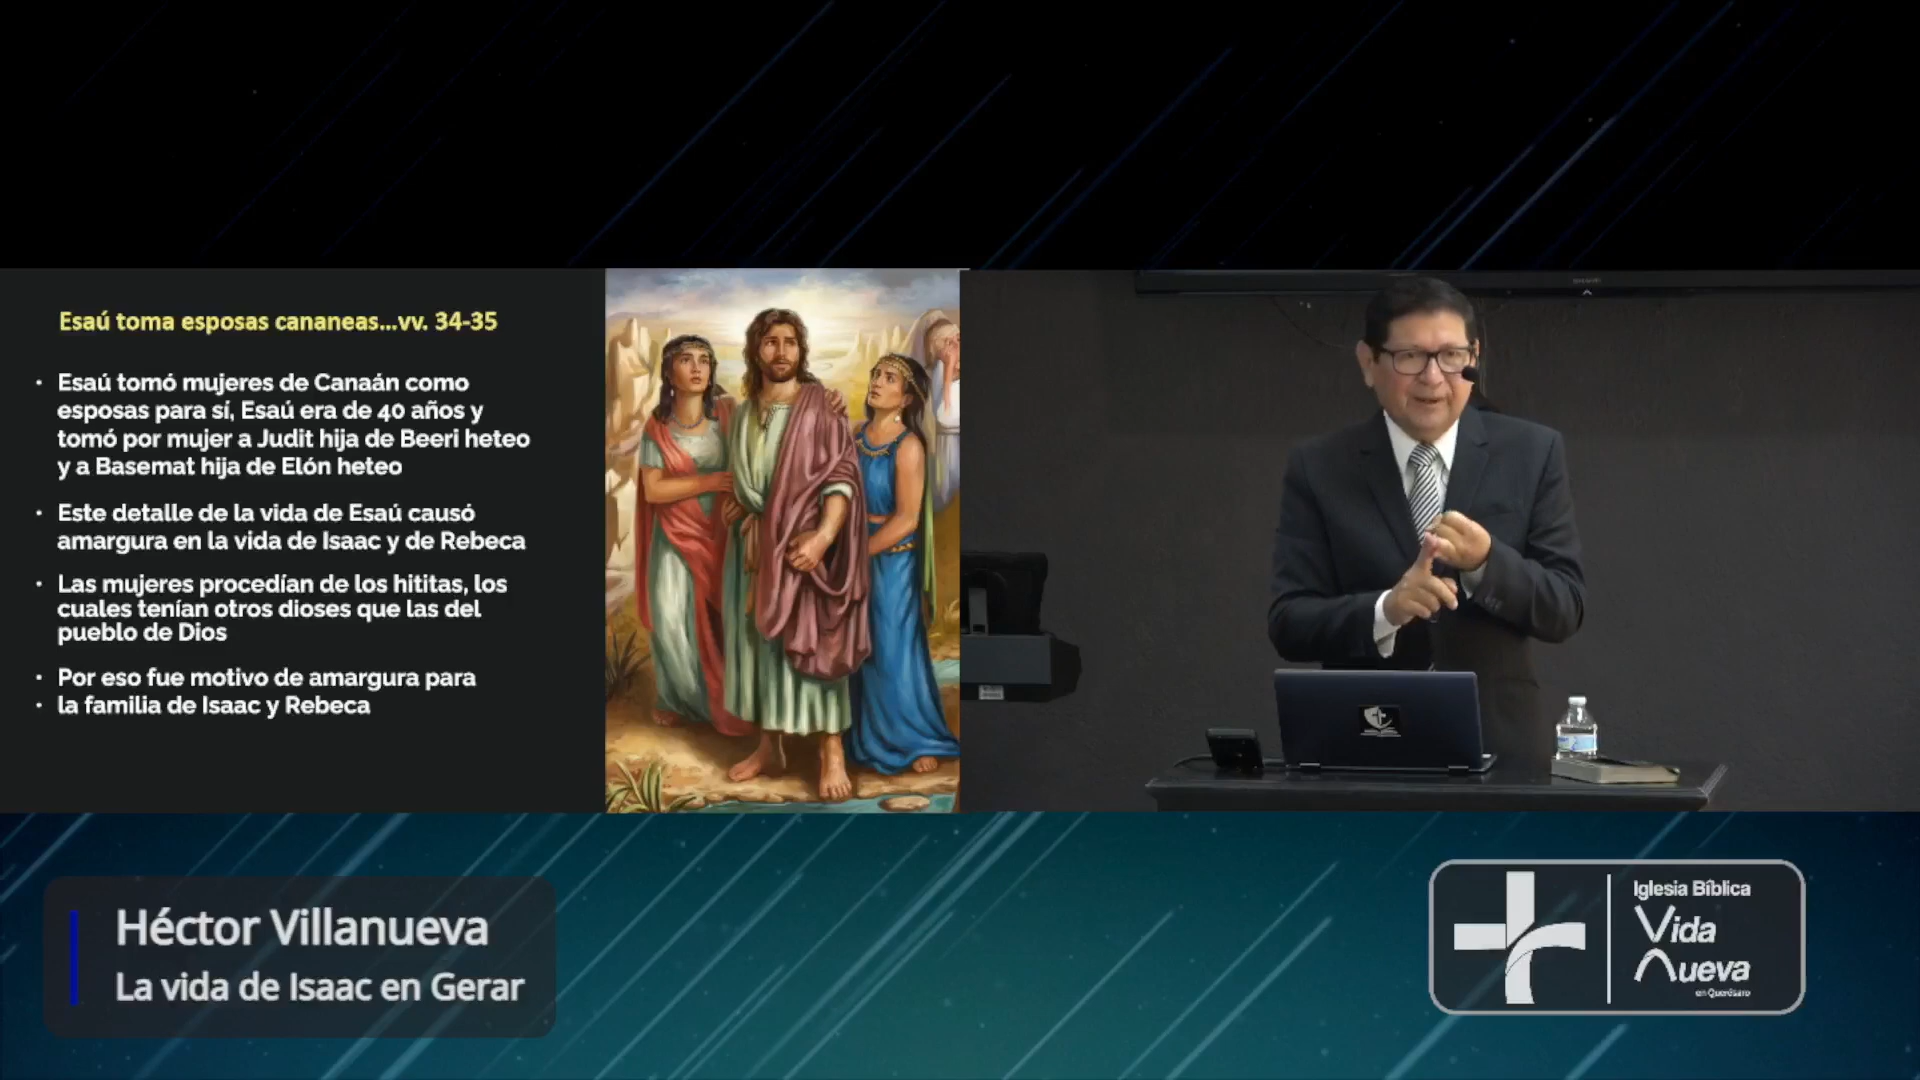 Esaú toma esposas cananeas...vv. 34-35
• Esaú tomó mujeres de Canaán como
esposas para sí, Esaú era de 40 años y
tomó por mujer a Judit hija de Beeri heteo
y a Basemat hija de Elón heteo
• Este detalle de la vida de Esaú causó
amargura en la vida de Isaac y de Rebeca
• Las mujeres procedían de los hititas, los
cuales tenían otros dioses que las del
pueblo de Dios
• Por eso fue motivo de amargura para
• la familia de Isaac y Rebeca
Héctor Villanueva
La vida de Isaac en Gerar
Iglesia Bíblica
Vida
Nueva
en Querétaro